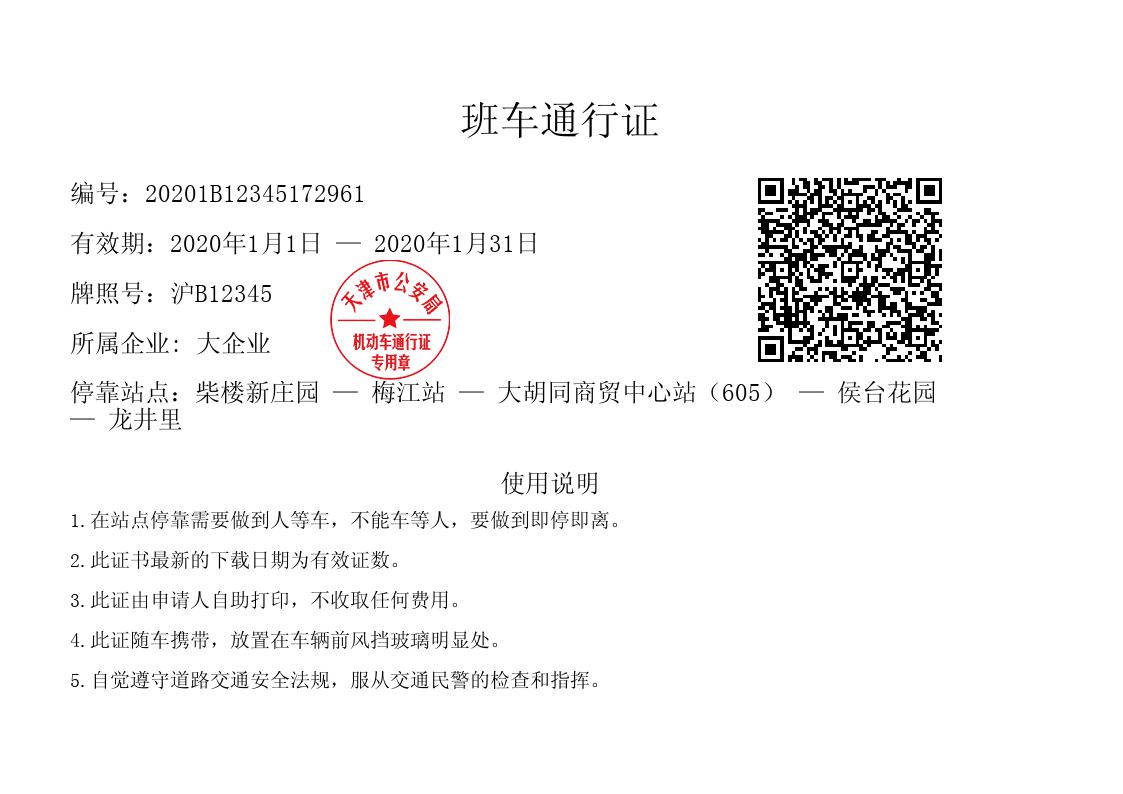 班车通行证
编号：20201B12345172961
有效期：2020年1月1日 — 2020年1月31日
牌照号：沪B12345
天津市公安局
机动车通行证
专用章
所属企业: 大企业
停靠站点：柴楼新庄园 — 梅江站 — 大胡同商贸中心站（605） — 侯台花园
— 龙井里
使用说明
1.在站点停靠需要做到人等车，不能车等人，要做到即停即离。
2.此证书最新的下载日期为有效证数。
3.此证由申请人自助打印，不收取任何费用。
4.此证随车携带，放置在车辆前风挡玻璃明显处。
5.自觉遵守道路交通安全法规，服从交通民警的检查和指挥。